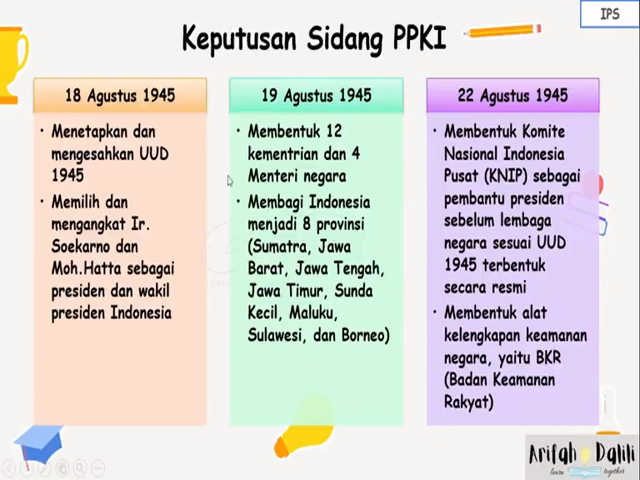 IPS
Keputusan Sidang PPKI
18 Agustus 1945
• Menetapkan dan
mengesahkan UUD
1945
• Memilih dan
mengangkat Ir.
Soekarno dan
Moh.Hatta sebagai
presiden dan wakil
presiden Indonesia
19 Agustus 1945
• Membentuk 12
kementrian dan 4
Menteri negara
• Membagi Indonesia
menjadi 8 provinsi
(Sumatra, Jawa
Barat, Jawa Tengah,
Jawa Timur, Sunda
Kecil, Maluku,
Sulawesi, dan Borneo)
22 Agustus 1945
• Membentuk Komite
Nasional Indonesia
Pusat (KNIP) sebagai
pembantu presiden
sebelum lembaga
negara sesuai UUD
1945 terbentuk
secara resmi
• Membentuk alat
kelengkapan keamanan
negara, yaitu BKR
(Badan Keamanan
Rakyat)
Arifah Dalili
learn together